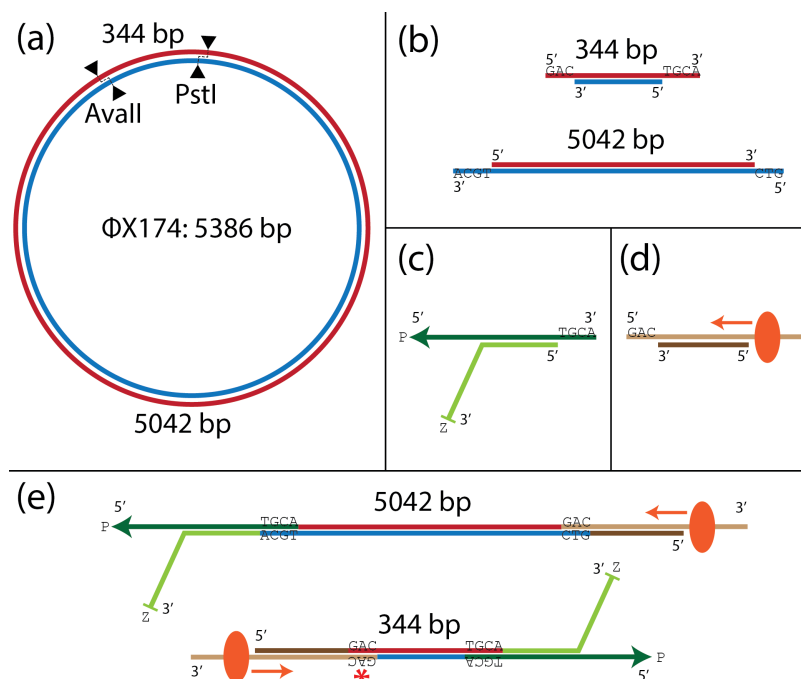 (a)
344 bp
AvaII
PstI
ΦX174: 5386 bp
5042 bp
(b)
344 bp
5′ 3′
GAC TGCA
3′ 5′
5042 bp
5′ 3′
ACGT CTG
3′ 5′
(c)
5′ 3′
P TGCA
5′
3′
Z
(d)
5′
GAC
3′ 5′
(e)
5042 bp
5′ 3′
TGCA GAC
P
ACGT CTG
5′
3′ Z
3′
Z
344 bp
5′
GAC TGCA
GAC TGCA P
3′ 5′
*